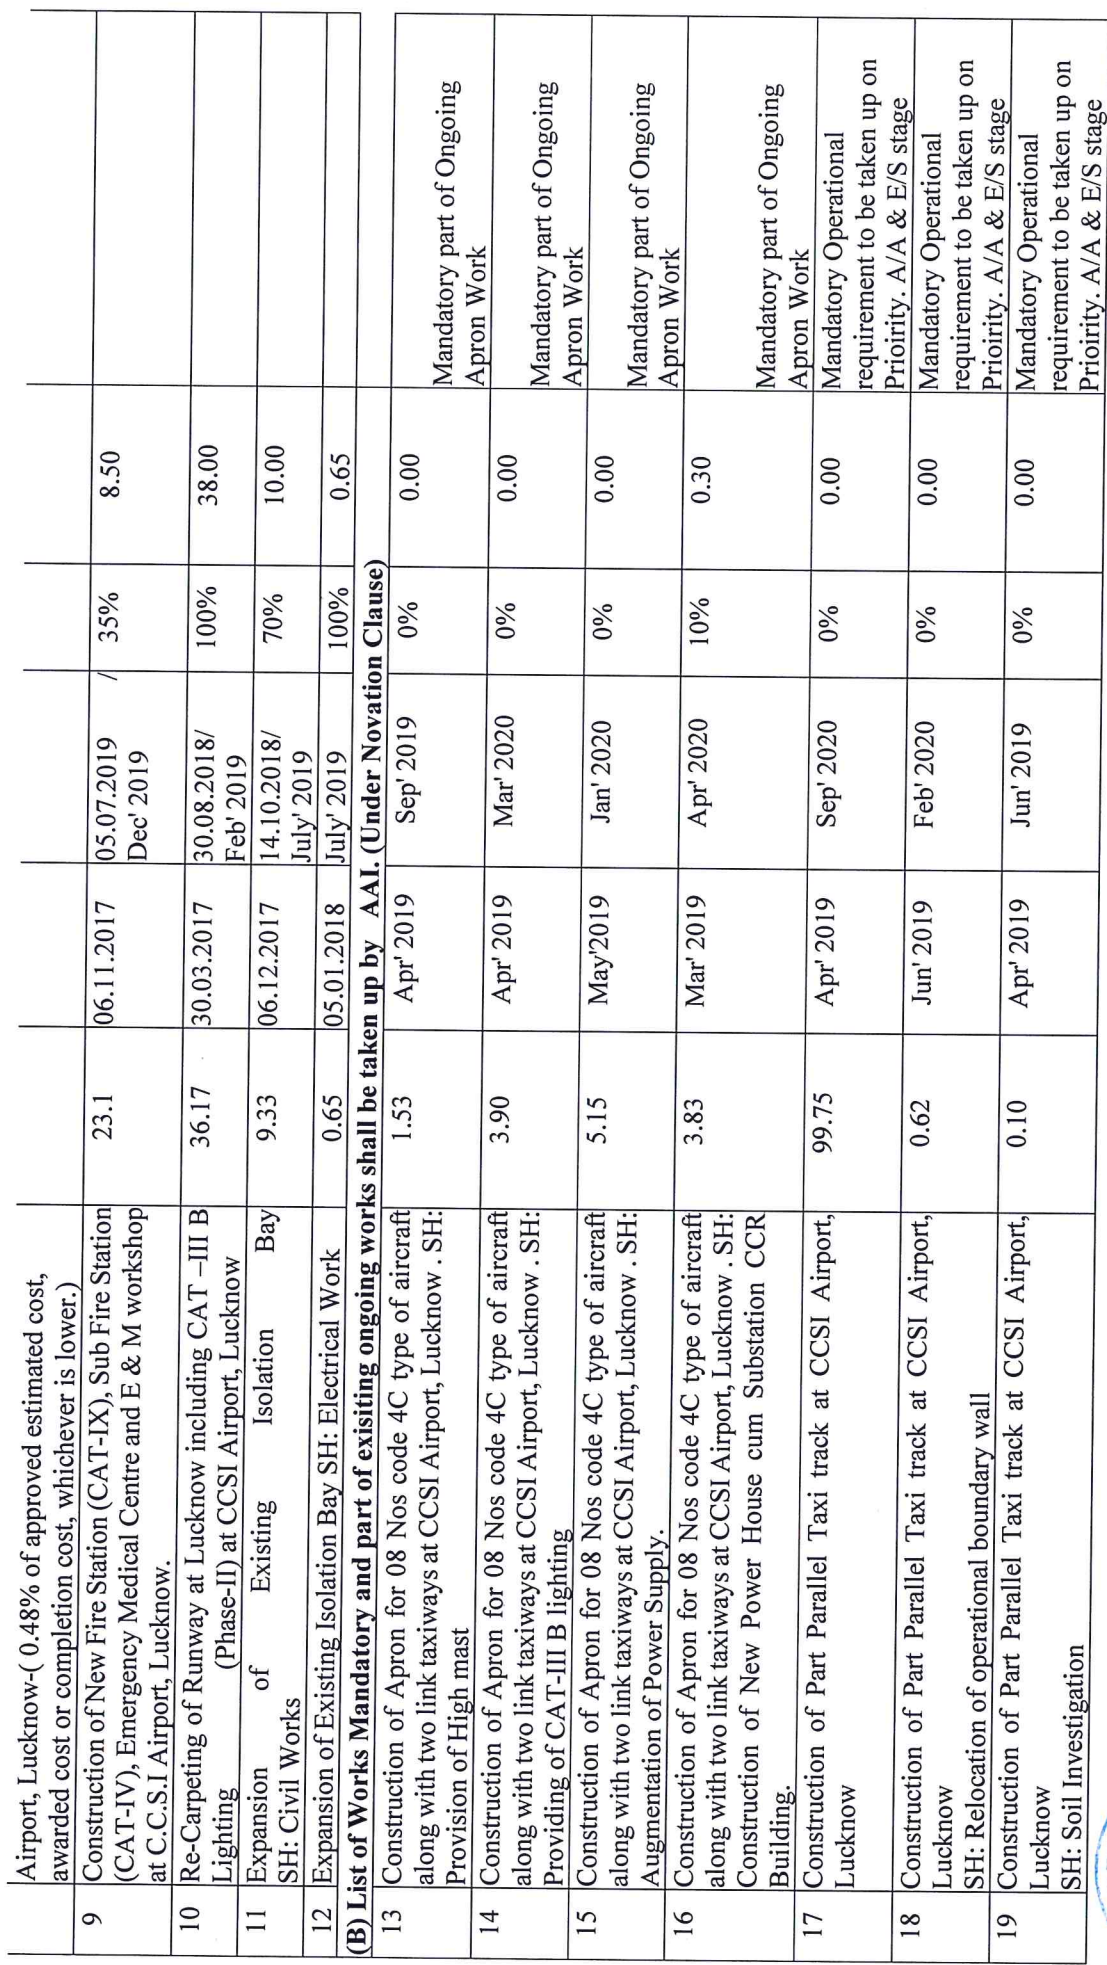 Airport, Lucknow-( 0.48% of approved estimated cost,
awarded cost or completion cost, whichever is lower.)
9 Construction of New Fire Station (CAT-IX), Sub Fire Station 23.1 06.11.2017 05.07.2019 / 35% 8.50
(CAT-IV), Emergency Medical Centre and E & M workshop Dec' 2019
at C.C.S.I Airport, Lucknow.
10 Re-Carpeting of Runway at Lucknow including CAT –III B 36.17 30.03.2017 30.08.2018/ 100% 38.00
Lighting (Phase-II) at CCSI Airport, Lucknow Feb' 2019
11 Expansion of Existing Isolation Bay 9.33 06.12.2017 14.10.2018/ 70% 10.00
SH: Civil Works July' 2019
12 Expansion of Existing Isolation Bay SH: Electrical Work 0.65 05.01.2018 July' 2019 100% 0.65
(B) List of Works Mandatory and part of exisiting ongoing works shall be taken up by AAI. (Under Novation Clause)
13 Construction of Apron for 08 Nos code 4C type of aircraft 1.53 Apr' 2019 Sep' 2019 0% 0.00
along with two link taxiways at CCSI Airport, Lucknow . SH: Mandatory part of Ongoing
Provision of High mast Apron Work
14 Construction of Apron for 08 Nos code 4C type of aircraft 3.90 Apr' 2019 Mar' 2020 0% 0.00
along with two link taxiways at CCSI Airport, Lucknow . SH: Mandatory part of Ongoing
Providing of CAT-III B lighting Apron Work
15 Construction of Apron for 08 Nos code 4C type of aircraft 5.15 May'2019 Jan' 2020 0% 0.00
along with two link taxiways at CCSI Airport, Lucknow . SH: Mandatory part of Ongoing
Augmentation of Power Supply. Apron Work
16 Construction of Apron for 08 Nos code 4C type of aircraft 3.83 Mar' 2019 Apr' 2020 10% 0.30
along with two link taxiways at CCSI Airport, Lucknow . SH:
Construction of New Power House cum Substation CCR Mandatory part of Ongoing
Building. Apron Work
17 Construction of Part Parallel Taxi track at CCSI Airport, 99.75 Apr' 2019 Sep' 2020 0% 0.00 Mandatory Operational
Lucknow requirement to be taken up on
Prioirity. A/A & E/S stage
18 Construction of Part Parallel Taxi track at CCSI Airport, 0.62 Jun' 2019 Feb' 2020 0% 0.00 Mandatory Operational
Lucknow requirement to be taken up on
SH: Relocation of operational boundary wall Prioirity. A/A & E/S stage
19 Construction of Part Parallel Taxi track at CCSI Airport, 0.10 Apr' 2019 Jun' 2019 0% 0.00 Mandatory Operational
Lucknow requirement to be taken up on
SH: Soil Investigation Prioirity. A/A & E/S stage